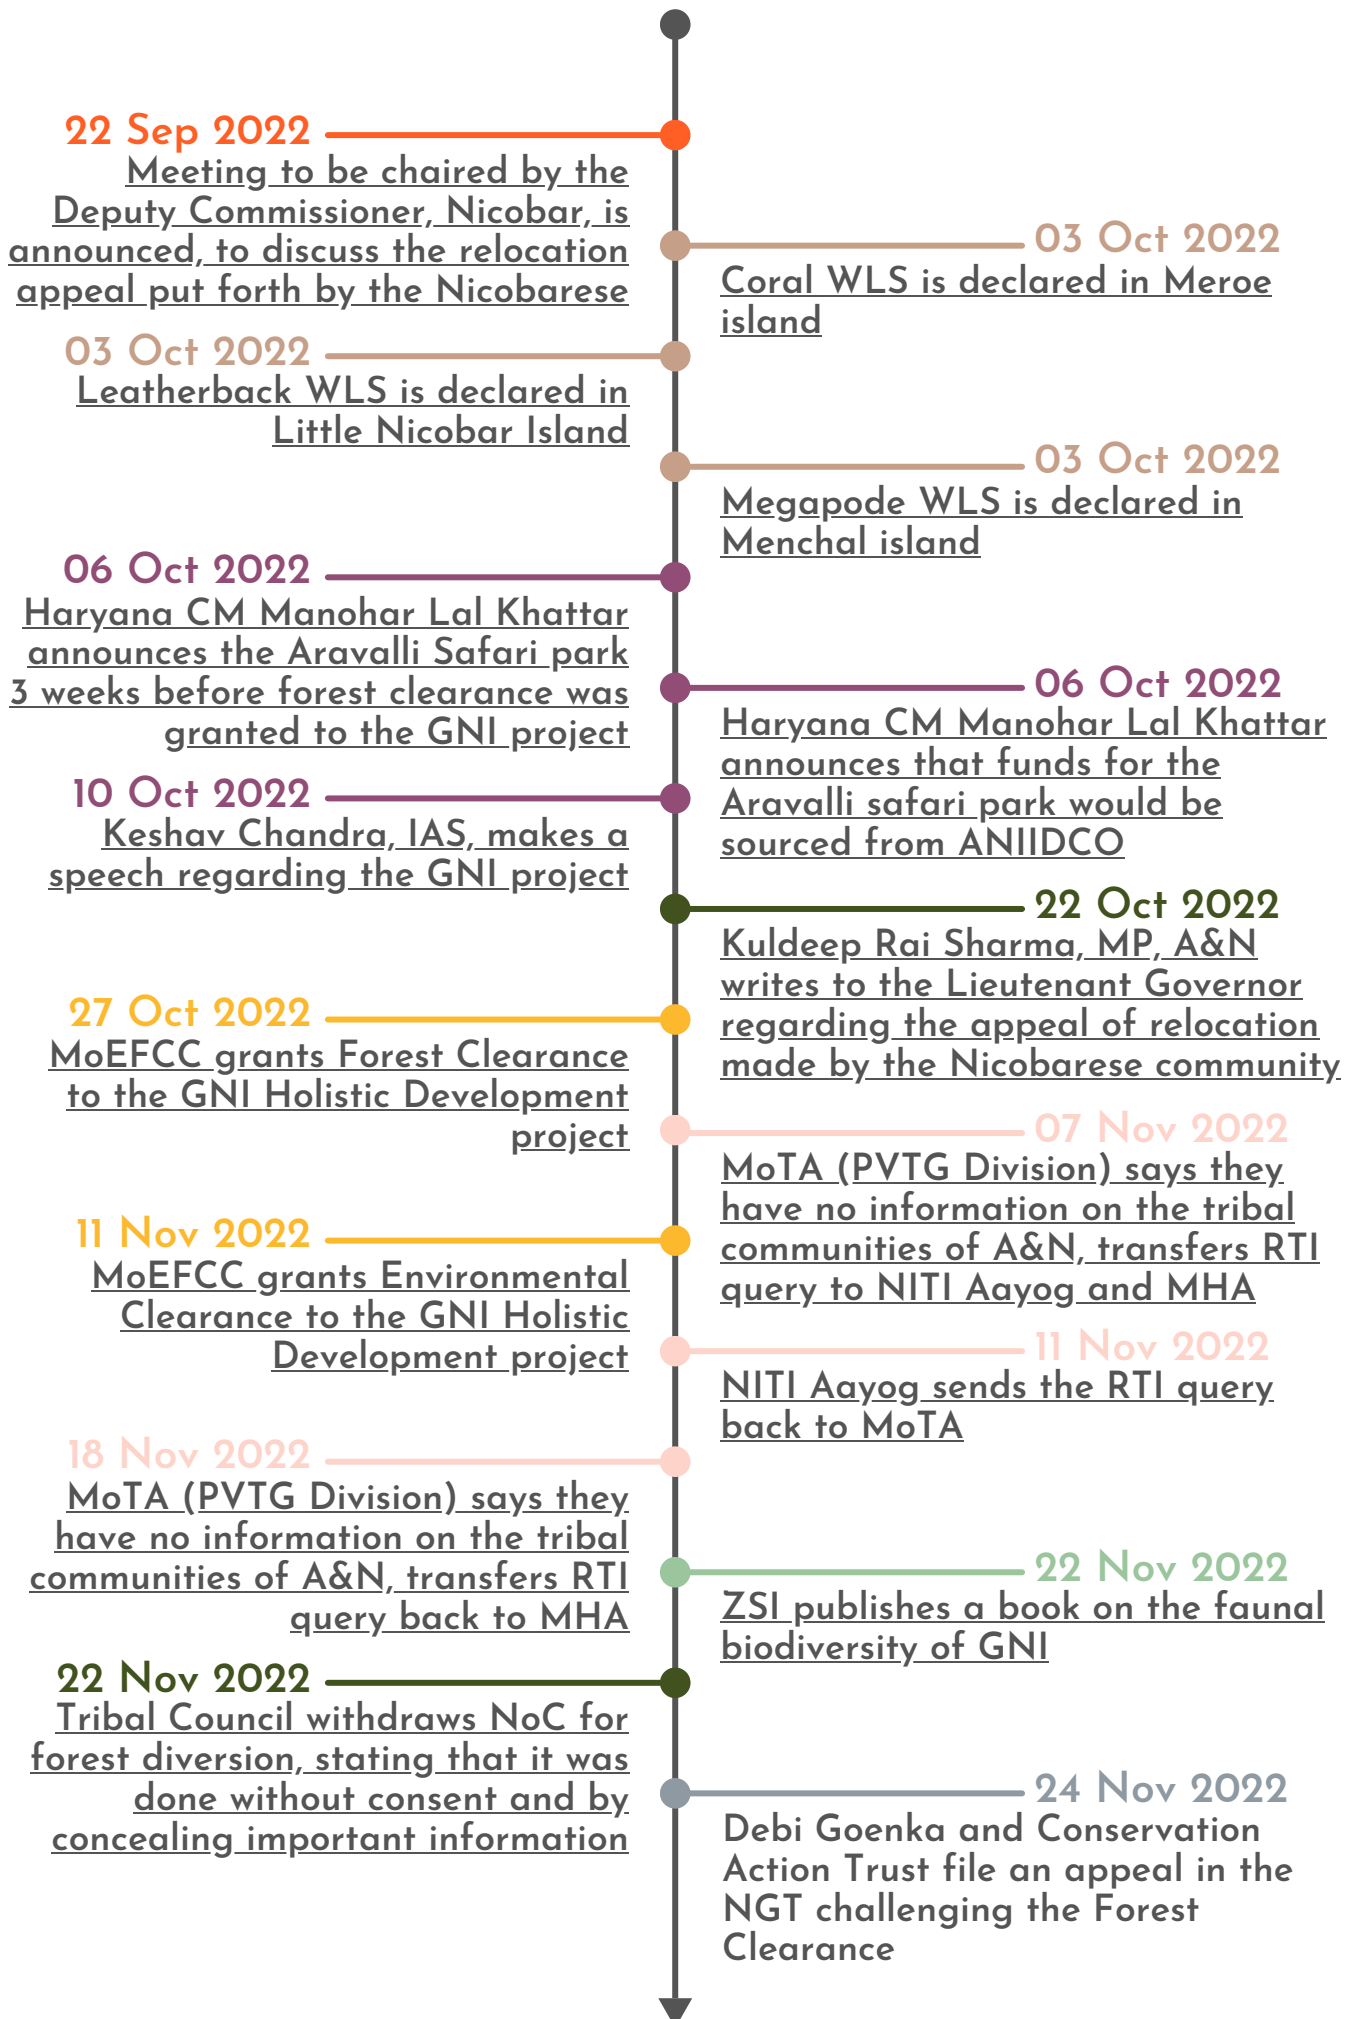 22 Sep 2022
Meeting to be chaired by the
Deputy Commissioner, Nicobar, is
announced, to discuss the relocation
appeal put forth by the Nicobarese
03 Oct 2022
Coral WLS is declared in Meroe
island
03 Oct 2022
Leatherback WLS is declared in
Little Nicobar Island
03 Oct 2022
Megapode WLS is declared in
Menchal island
06 Oct 2022
Haryana CM Manohar Lal Khattar
announces the Aravalli Safari park
3 weeks before forest clearance was
granted to the GNI project
06 Oct 2022
Haryana CM Manohar Lal Khattar
announces that funds for the
Aravalli safari park would be
sourced from ANIIDCO
10 Oct 2022
Keshav Chandra, IAS, makes a
speech regarding the GNI project
22 Oct 2022
Kuldeep Rai Sharma, MP, A&N
writes to the Lieutenant Governor
regarding the appeal of relocation
made by the Nicobarese community
27 Oct 2022
MoEFCC grants Forest Clearance
to the GNI Holistic Development
project
07 Nov 2022
MoTA (PVTG Division) says they
have no information on the tribal
communities of A&N, transfers RTI
query to NITI Aayog and MHA
11 Nov 2022
MoEFCC grants Environmental
Clearance to the GNI Holistic
Development project
11 Nov 2022
NITI Aayog sends the RTI query
back to MoTA
18 Nov 2022
MoTA (PVTG Division) says they
have no information on the tribal
communities of A&N, transfers RTI
query back to MHA
22 Nov 2022
ZSI publishes a book on the faunal
biodiversity of GNI
22 Nov 2022
Tribal Council withdraws NoC for
forest diversion, stating that it was
done without consent and by
concealing important information
24 Nov 2022
Debi Goenka and Conservation
Action Trust file an appeal in the
NGT challenging the Forest
Clearance